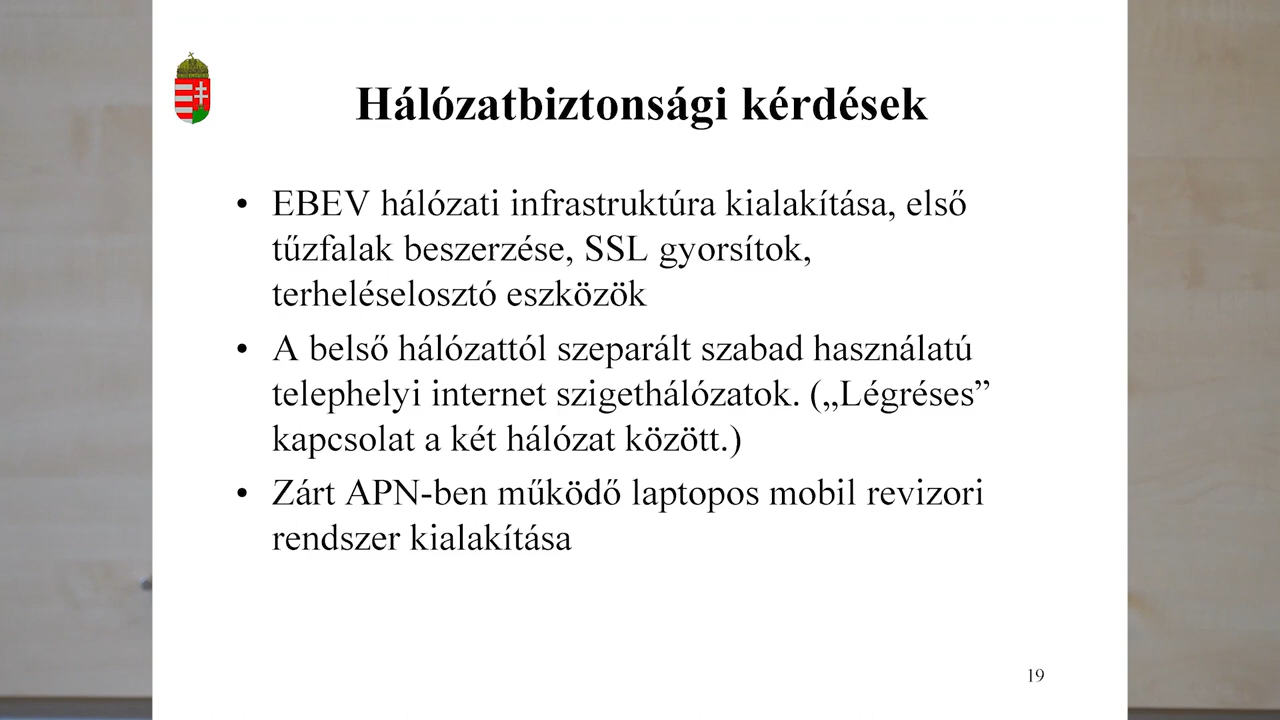 Hálózatbiztonsági kérdések
• EBEV hálózati infrastruktúra kialakítása, első
tűzfalak beszerzése, SSL gyorsítok,
terheléselosztó eszközök
• A belső hálózattól szeparált szabad használatú
telephelyi internet szigethálózatok. („Légréses”
kapcsolat a két hálózat között.)
• Zárt APN-ben működő laptopos mobil revizori
rendszer kialakítása
19